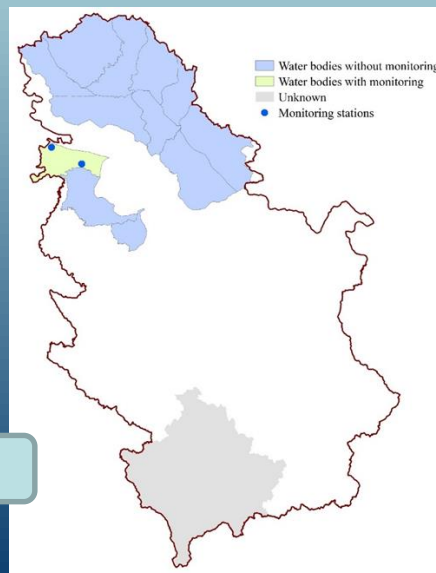 Water bodies without monitoring
Water bodies with monitoring
Unknown
Monitoring stations